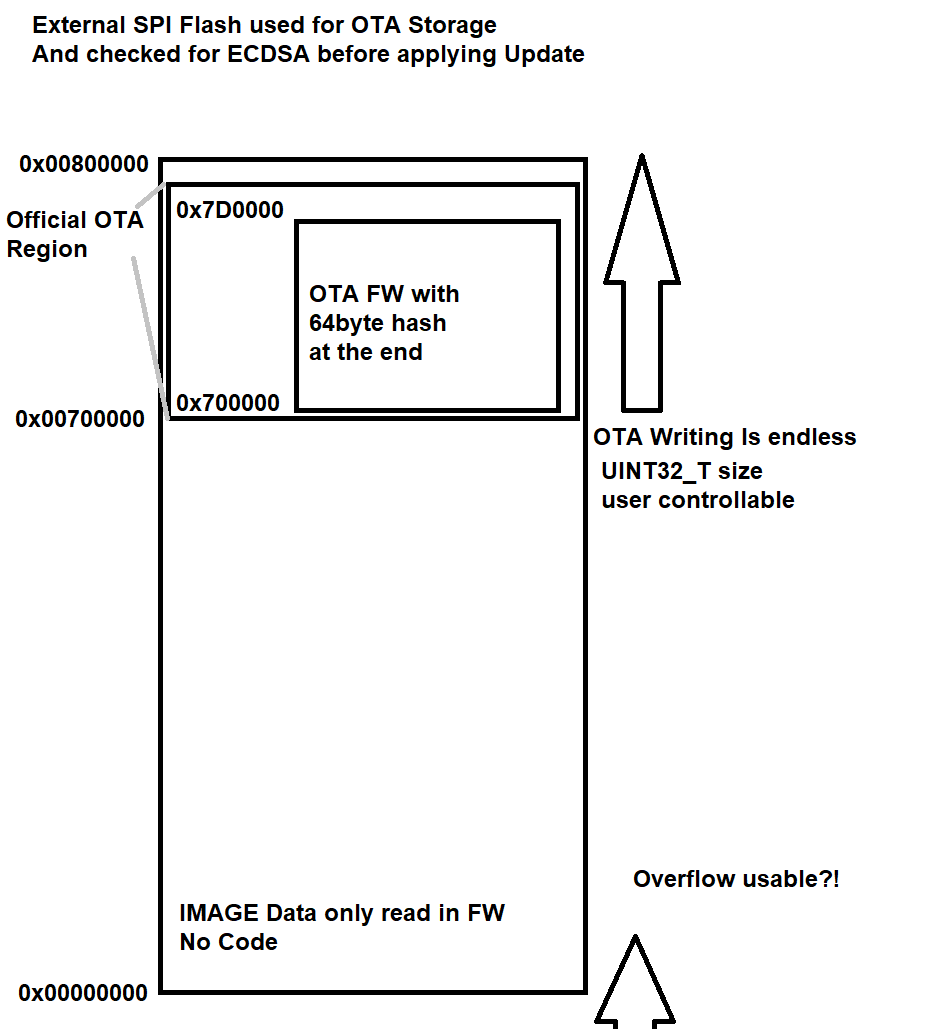 External SPI Flash used for OTA Storage
And checked for ECDSA before applying Update
0x00800000
0x7D0000
Official OTA
Region
OTA FW with
64byte hash
at the end
0x700000
0x00700000
OTA Writing Is endless
UINT32_T size
user controllable
Overflow usable?!
IMAGE Data only read in FW
No Code
0x00000000